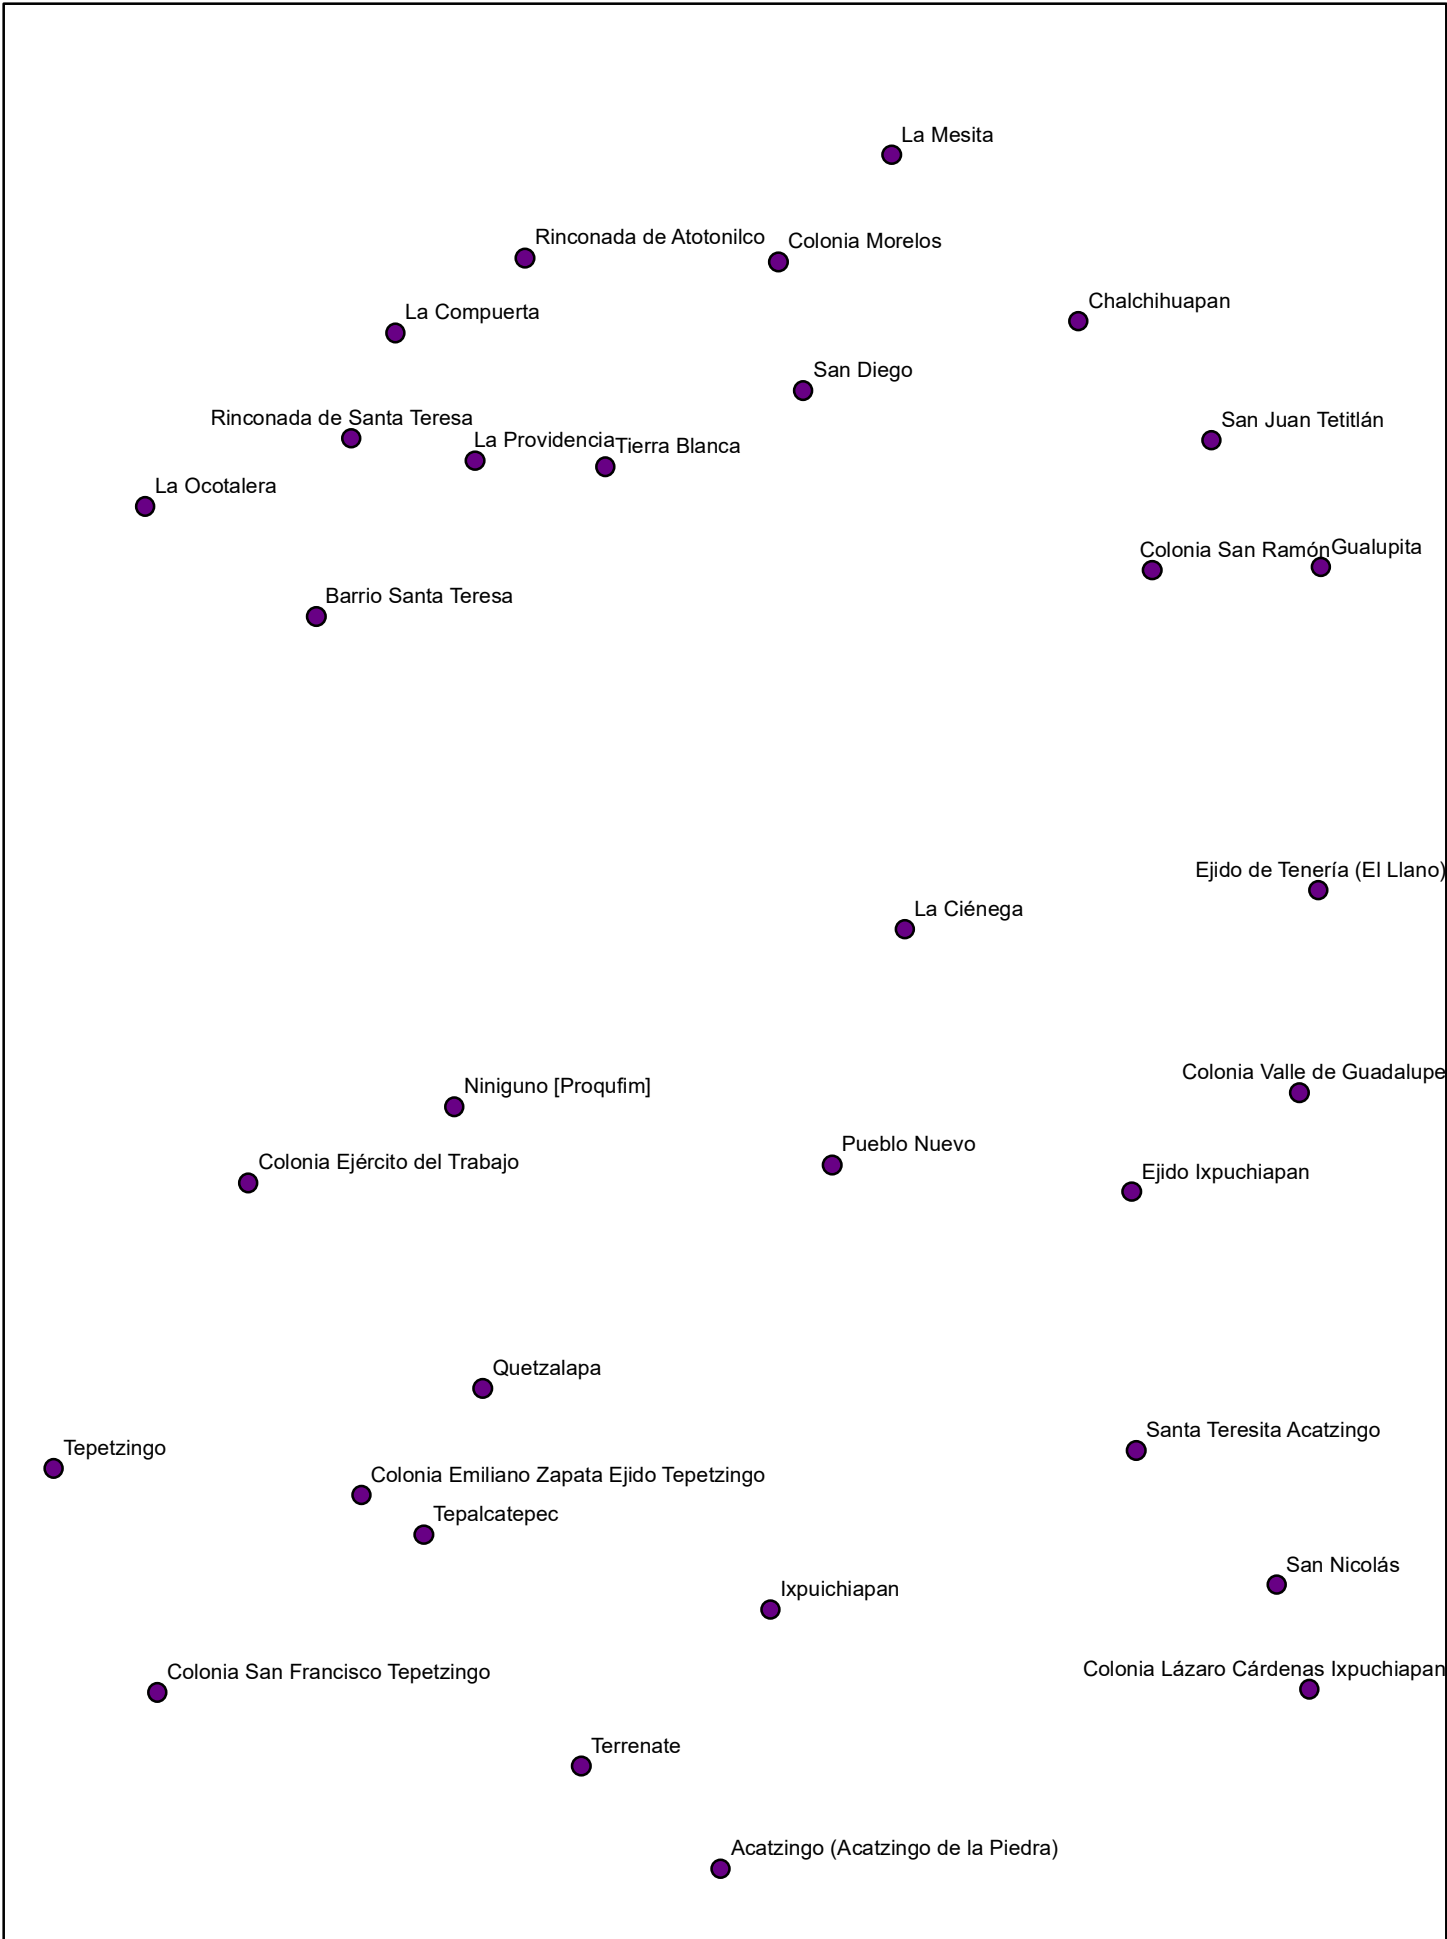 La Mesita
Rinconada de Atotonilco
Colonia Morelos
Chalchihuapan
La Compuerta
San Diego
Rinconada de Santa Teresa
San Juan Tetitlán
La Providencia
Tierra Blanca
La Ocotalera
Colonia San Ramón
Gualupita
Barrio Santa Teresa
Ejido de Tenería (El Llano)
La Ciénega
Colonia Valle de Guadalupe
Niniguno [Proqufim]
Pueblo Nuevo
Colonia Ejército del Trabajo
Ejido Ixpuchiapan
Quetzalapa
Santa Teresita Acatzingo
Tepetzingo
Colonia Emiliano Zapata Ejido Tepetzingo
Tepalcatepec
San Nicolás
Ixpuichiapan
Colonia Lázaro Cárdenas Ixpuchiapan
Colonia San Francisco Tepetzingo
Terrenate
Acatzingo (Acatzingo de la Piedra)